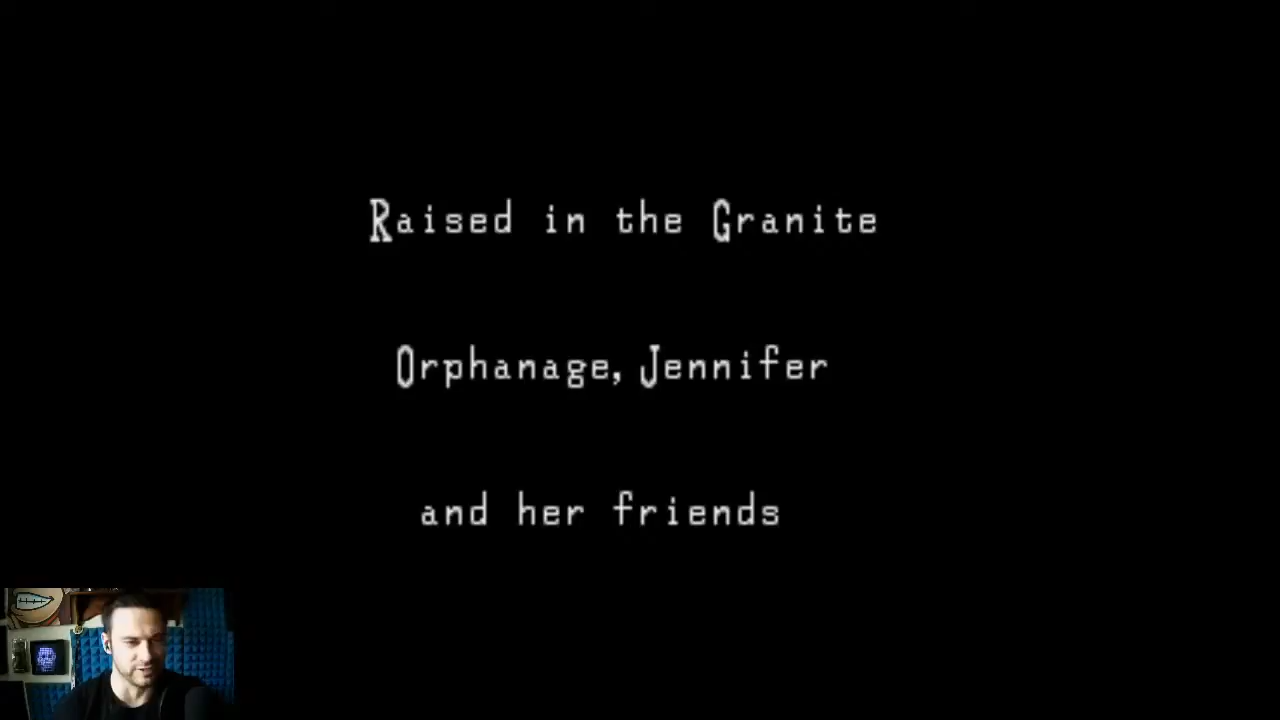 Raised in the Granite
Orphanage, Jennifer
and her friends